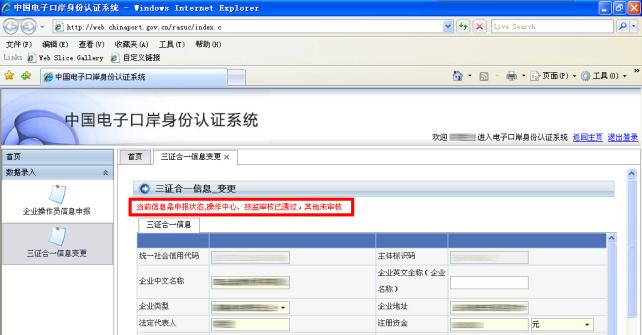 中国电子口岸身份认证系统 - Windows Internet Explorer
http://web.chinaport.gov.cn/rasuc/index.c
Live Search
文件(F) 编辑(E) 查看(V) 收藏夹(A) 工具(T) 帮助(H)
Links Web Slice Gallery 自定义链接
中国电子口岸身份认证系统 页面(P) 工具(O)
中国电子口岸身份认证系统
欢迎 进入电子口岸身份认证系统 返回主页 退出登录
首页 首页 三证合一信息变更 ×
数据录入
三证合一信息_变更
当前信息是申报状态,操作中心、技监审核已通过，其他未审核
企业操作员信息申报
三证合一信息
三证合一信息变更
统一社会信用代码 主体标识码
企业中文名称 企业英文全称(企业名称)
企业类型 企业地址
法定代表人 注册资金 元